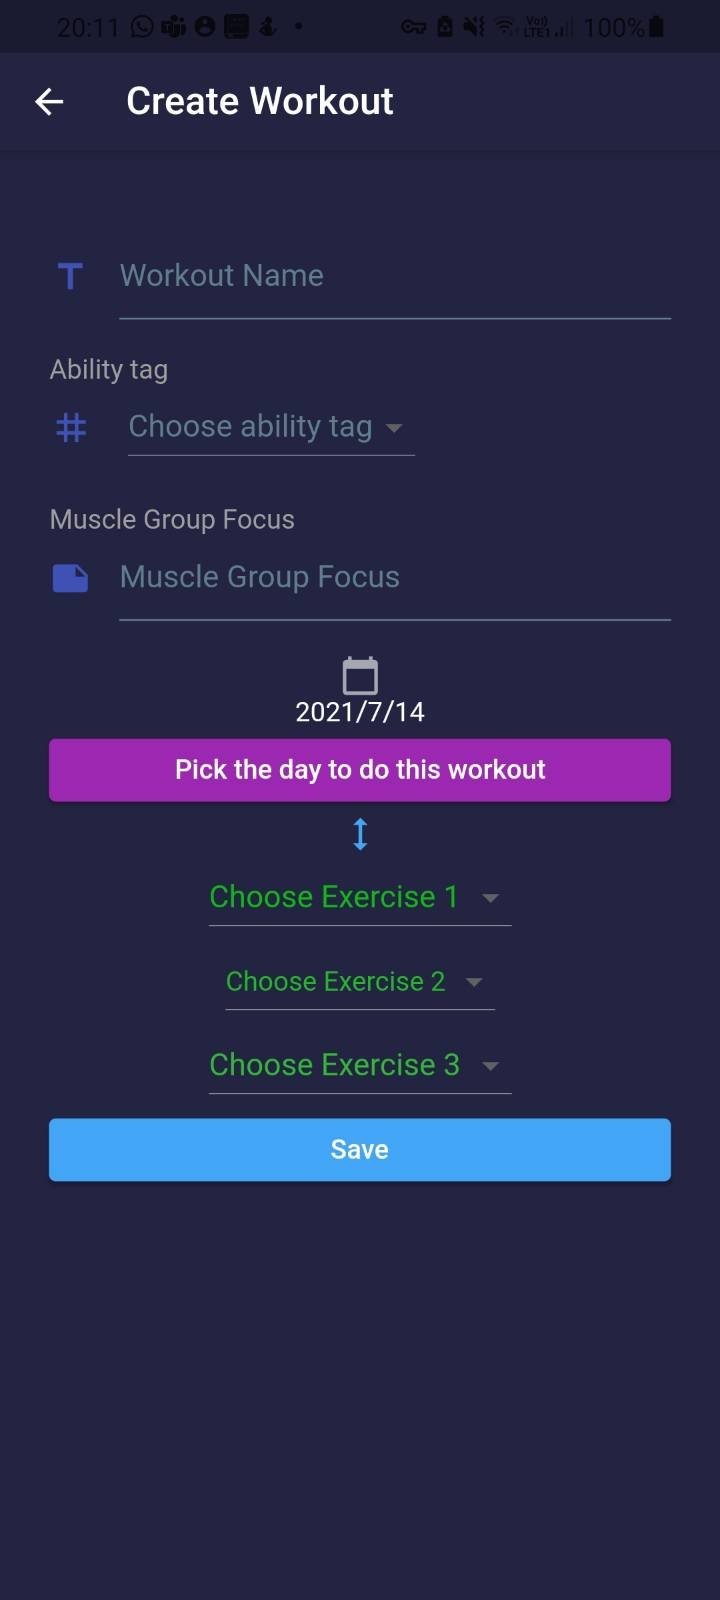 20:11
Vo))
LTE1
100%
Create Workout
Workout Name
Ability tag
Choose ability tag
Muscle Group Focus
Muscle Group Focus
2021/7/14
Pick the day to do this workout
Choose Exercise 1
Choose Exercise 2
Choose Exercise 3
Save